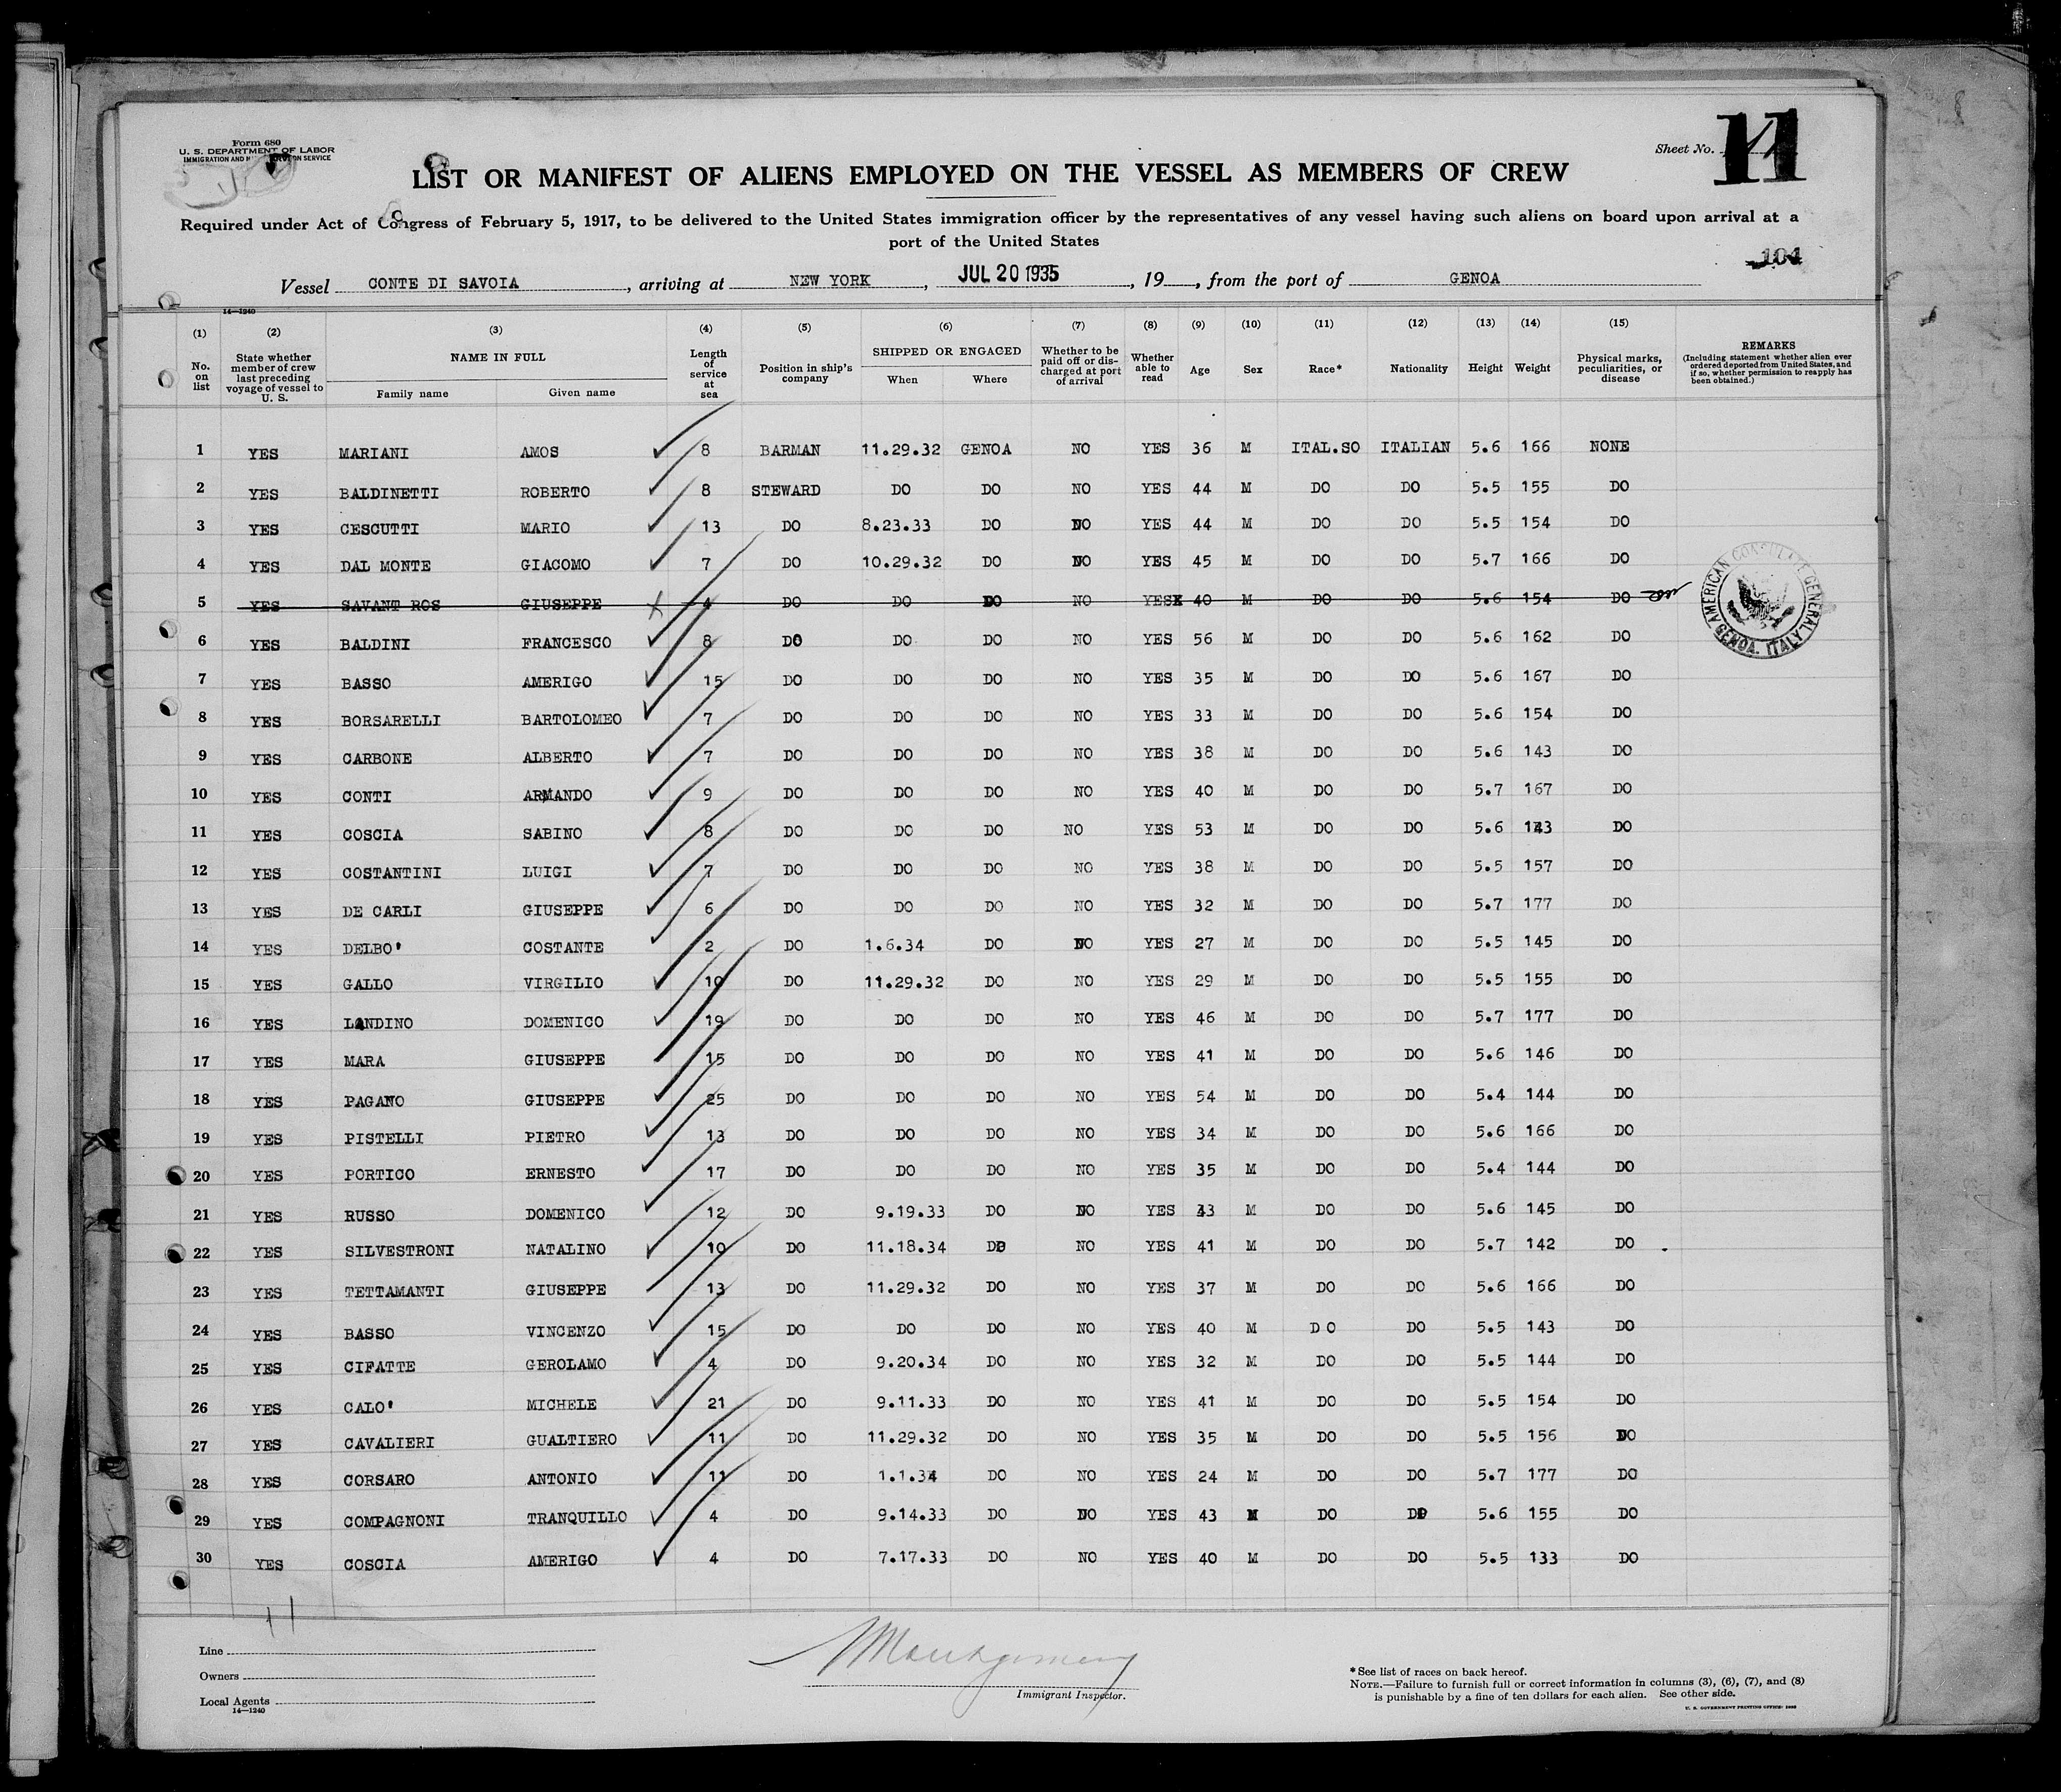 Form 680
U. S. DEPARTMENT OF LABOR
IMMIGRATION AND SERVICE
Sheet No. 11
LIST OR MANIFEST OF ALIENS EMPLOYED ON THE VESSEL AS MEMBERS OF CREW
Required under Act of Congress of February 5, 1917, to be delivered to the United States immigration officer by the representatives of any vessel having such aliens on board upon arrival at a
port of the United States
104
Vessel CONTE DI SAVOIA, arriving at NEW YORK, JUL 20 1935, 19, from the port of GENOA
14—1240
(1) (2) (3) (4) (5) (6) (7) (8) (9) (10) (11) (12) (13) (14) (15)
No. on list State whether member of crew last preceding voyage of vessel to U. S. NAME IN FULL Family name Given name Length of service at sea Position in ship's company SHIPPED OR ENGAGED When Where Whether to be paid off or discharged at port of arrival Whether able to read Age Sex Race* Nationality Height Weight Physical marks, peculiarities, or disease REMARKS (Including statement whether alien ever ordered deported from United States, and if so, whether permission to reapply has been obtained.)
1 YES MARIANI AMOS 8 BARMAN 11.29.32 GENOA NO YES 36 M ITAL.SO ITALIAN 5.6 166 NONE
2 YES BALDINETTI ROBERTO 8 STEWARD DO DO NO YES 44 M DO DO 5.5 155 DO
3 YES CESCUTTI MARIO 13 DO 8.23.33 DO NO YES 44 M DO DO 5.5 154 DO
4 YES DAL MONTE GIACOMO 7 DO 10.29.32 DO NO YES 45 M DO DO 5.7 166 DO
5 YES SAVANT ROS GIUSEPPE 4 DO DO DO NO YES 40 M DO DO 5.6 154 DO
AMERICAN CONSULATE GENERAL GENOA. ITALY
6 YES BALDINI FRANCESCO 8 DO DO DO NO YES 56 M DO DO 5.6 162 DO
7 YES BASSO AMERIGO 15 DO DO DO NO YES 35 M DO DO 5.6 167 DO
8 YES BORSARELLI BARTOLOMEO 7 DO DO DO NO YES 33 M DO DO 5.6 154 DO
9 YES CARBONE ALBERTO 7 DO DO DO NO YES 38 M DO DO 5.6 143 DO
10 YES CONTI ARMANDO 9 DO DO DO NO YES 40 M DO DO 5.7 167 DO
11 YES COSCIA SABINO 8 DO DO DO NO YES 53 M DO DO 5.6 143 DO
12 YES COSTANTINI LUIGI 7 DO DO DO NO YES 38 M DO DO 5.5 157 DO
13 YES DE CARLI GIUSEPPE 6 DO DO DO NO YES 32 M DO DO 5.7 177 DO
14 YES DELBO' COSTANTE 2 DO 1.6.34 DO NO YES 27 M DO DO 5.5 145 DO
15 YES GALLO VIRGILIO 10 DO 11.29.32 DO NO YES 29 M DO DO 5.5 155 DO
16 YES LANDINO DOMENICO 19 DO DO DO NO YES 46 M DO DO 5.7 177 DO
17 YES MARA GIUSEPPE 15 DO DO DO NO YES 41 M DO DO 5.6 146 DO
18 YES PAGANO GIUSEPPE 25 DO DO DO NO YES 54 M DO DO 5.4 144 DO
19 YES PISTELLI PIETRO 13 DO DO DO NO YES 34 M DO DO 5.6 166 DO
20 YES PORTICO ERNESTO 17 DO DO DO NO YES 35 M DO DO 5.4 144 DO
21 YES RUSSO DOMENICO 12 DO 9.19.33 DO NO YES 33 M DO DO 5.6 145 DO
22 YES SILVESTRONI NATALINO 10 DO 11.18.34 DO NO YES 41 M DO DO 5.7 142 DO
23 YES TETTAMANTI GIUSEPPE 13 DO 11.29.32 DO NO YES 37 M DO DO 5.6 166 DO
24 YES BASSO VINCENZO 15 DO DO DO NO YES 40 M D O DO 5.5 143 DO
25 YES CIFATTE GEROLAMO 4 DO 9.20.34 DO NO YES 32 M DO DO 5.5 144 DO
26 YES CALO' MICHELE 21 DO 9.11.33 DO NO YES 41 M DO DO 5.5 154 DO
27 YES CAVALIERI GUALTIERO 11 DO 11.29.32 DO NO YES 35 M DO DO 5.5 156 DO
28 YES CORSARO ANTONIO 11 DO 1.1.34 DO NO YES 24 M DO DO 5.7 177 DO
29 YES COMPAGNONI TRANQUILLO 4 DO 9.14.33 DO NO YES 43 M DO DO 5.6 155 DO
30 YES COSCIA AMERIGO 4 DO 7.17.33 DO NO YES 40 M DO DO 5.5 133 DO
11
Line
Owners
Local Agents
14—1240
Montgomery
Immigrant Inspector.
*See list of races on back hereof.
NOTE.—Failure to furnish full or correct information in columns (3), (6), (7), and (8)
is punishable by a fine of ten dollars for each alien. See other side.
U. S. GOVERNMENT PRINTING OFFICE: